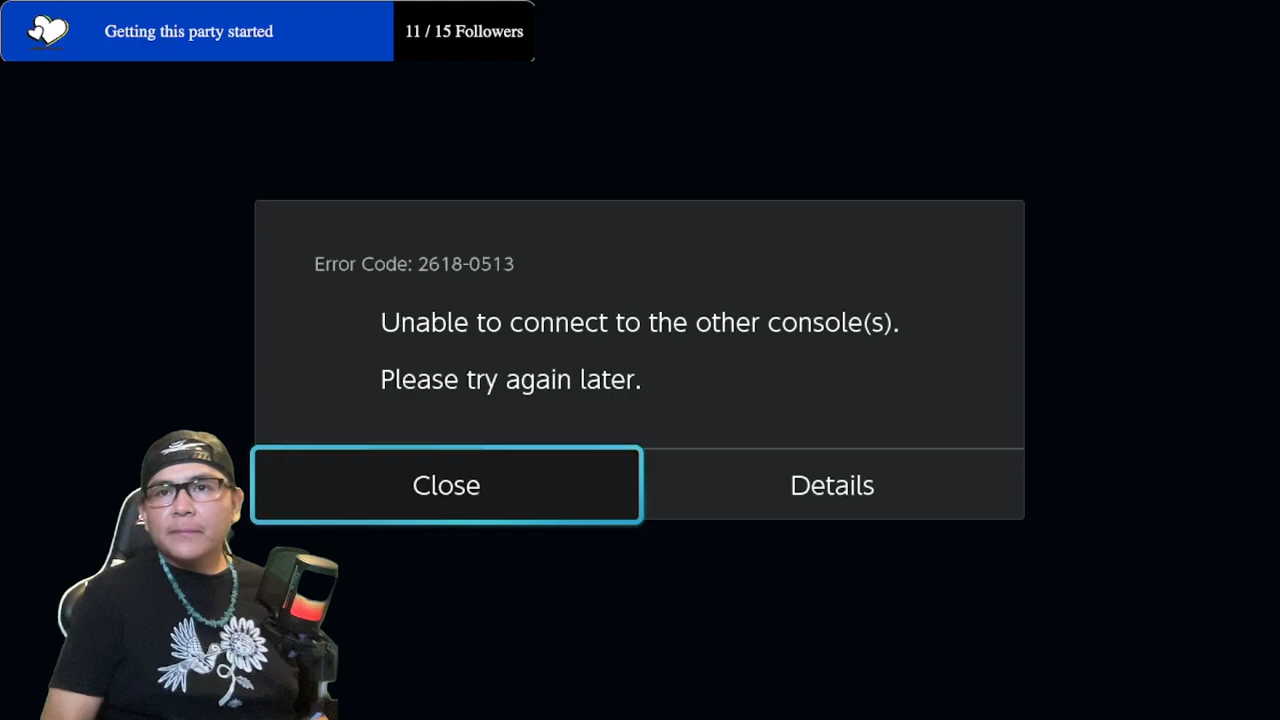 Getting this party started
11 / 15 Followers
Error Code: 2618-0513
Unable to connect to the other console(s).
Please try again later.
Close
Details